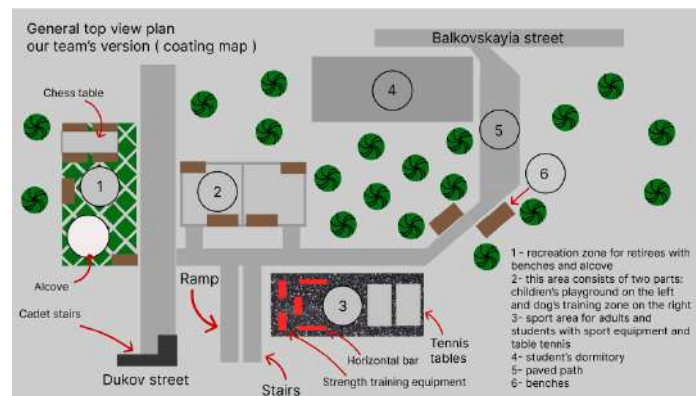 General top view plan
our team's version ( coating map )
Balkovskayia street
Chess table
4
5
6
1
2
Alcove
Cadet stairs
Ramp
3
Dukov street
Stairs
Horizontal bar
Strength training equipment
Tennis
tables
1 - recreation zone for retirees with
benches and alcove
2- this area consists of two parts:
children's playground on the left
and dog's training zone on the right
3- sport area for adults and
students with sport equipment and
table tennis
4- student's dormitory
5- paved path
6- benches